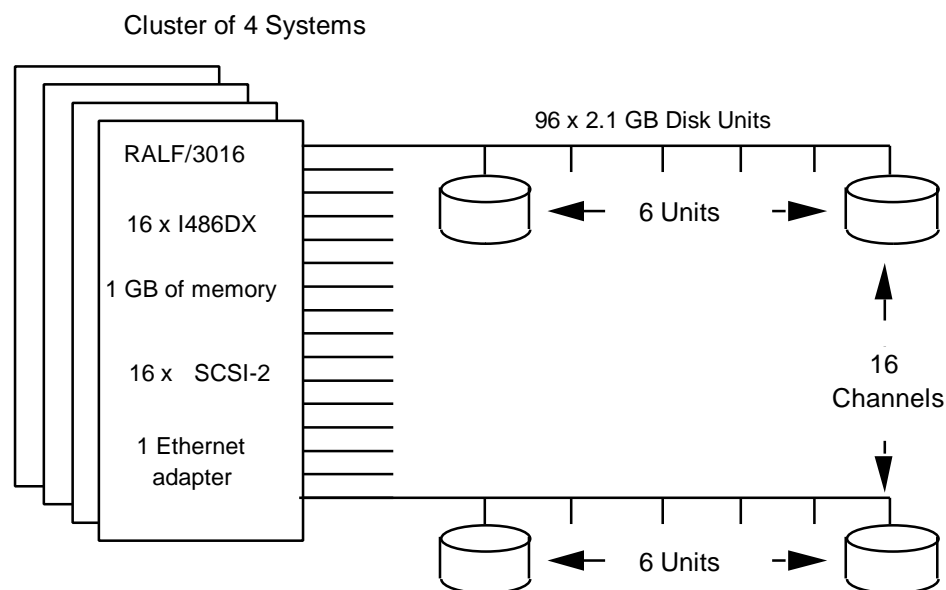 Cluster of 4 Systems
96 x 2.1 GB Disk Units
RALF/3016
16 x I486DX
6 Units
1 GB of memory
16 x SCSI-2
16
Channels
1 Ethernet
adapter
6 Units